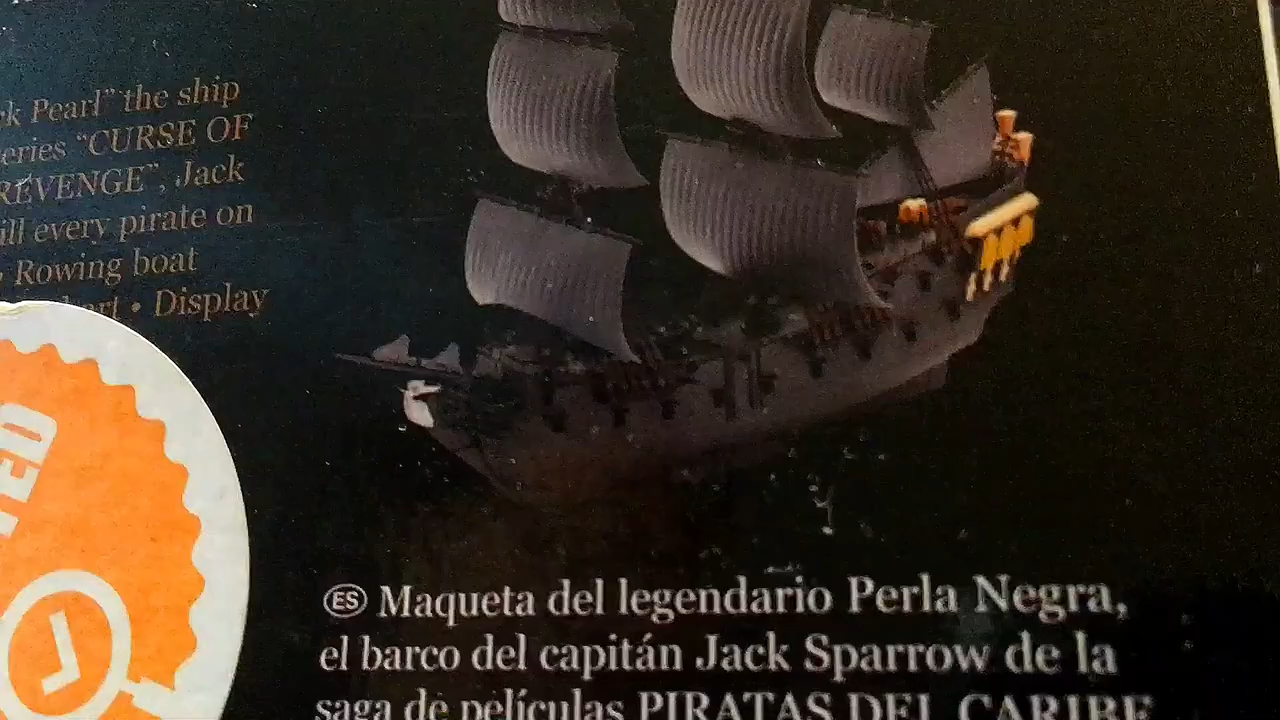 k Pearl" the ship
eries "CURSE OF
REVENGE", Jack
ill every pirate on
Rowing boat
• Display
ES Maqueta del legendario Perla Negra,
el barco del capitán Jack Sparrow de la
saga de películas PIRATAS DEL CARIBE